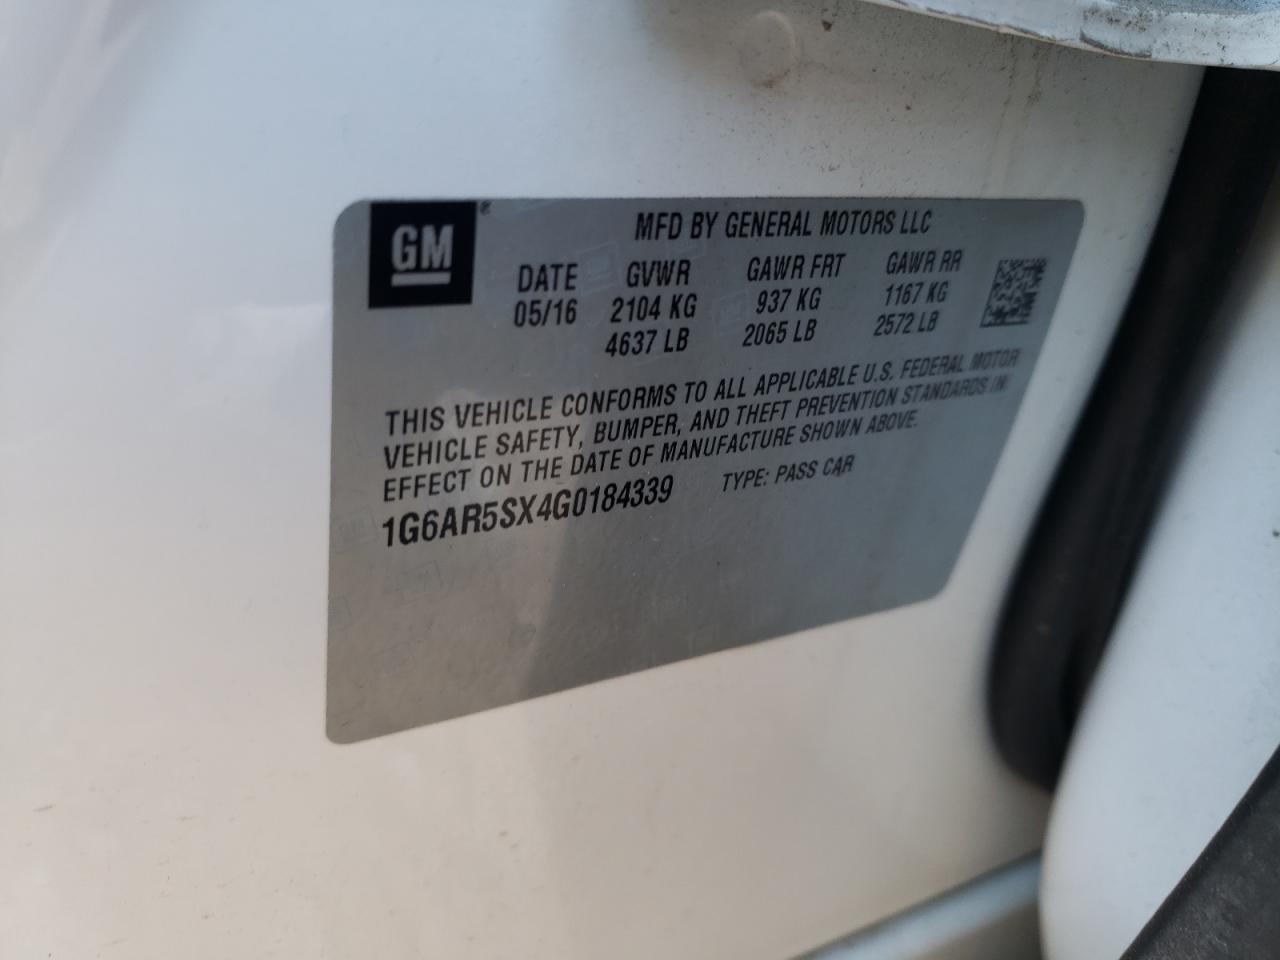 GM®
MFD BY GENERAL MOTORS LLC
DATE GVWR GAWR FRT GAWR RR
05/16 2104 KG 937 KG 1167 KG
4637 LB 2065 LB 2572 LB
THIS VEHICLE CONFORMS TO ALL APPLICABLE U.S. FEDERAL MOTOR
VEHICLE SAFETY, BUMPER, AND THEFT PREVENTION STANDARDS IN
EFFECT ON THE DATE OF MANUFACTURE SHOWN ABOVE.
1G6AR5SX4G0184339 TYPE: PASS CAR